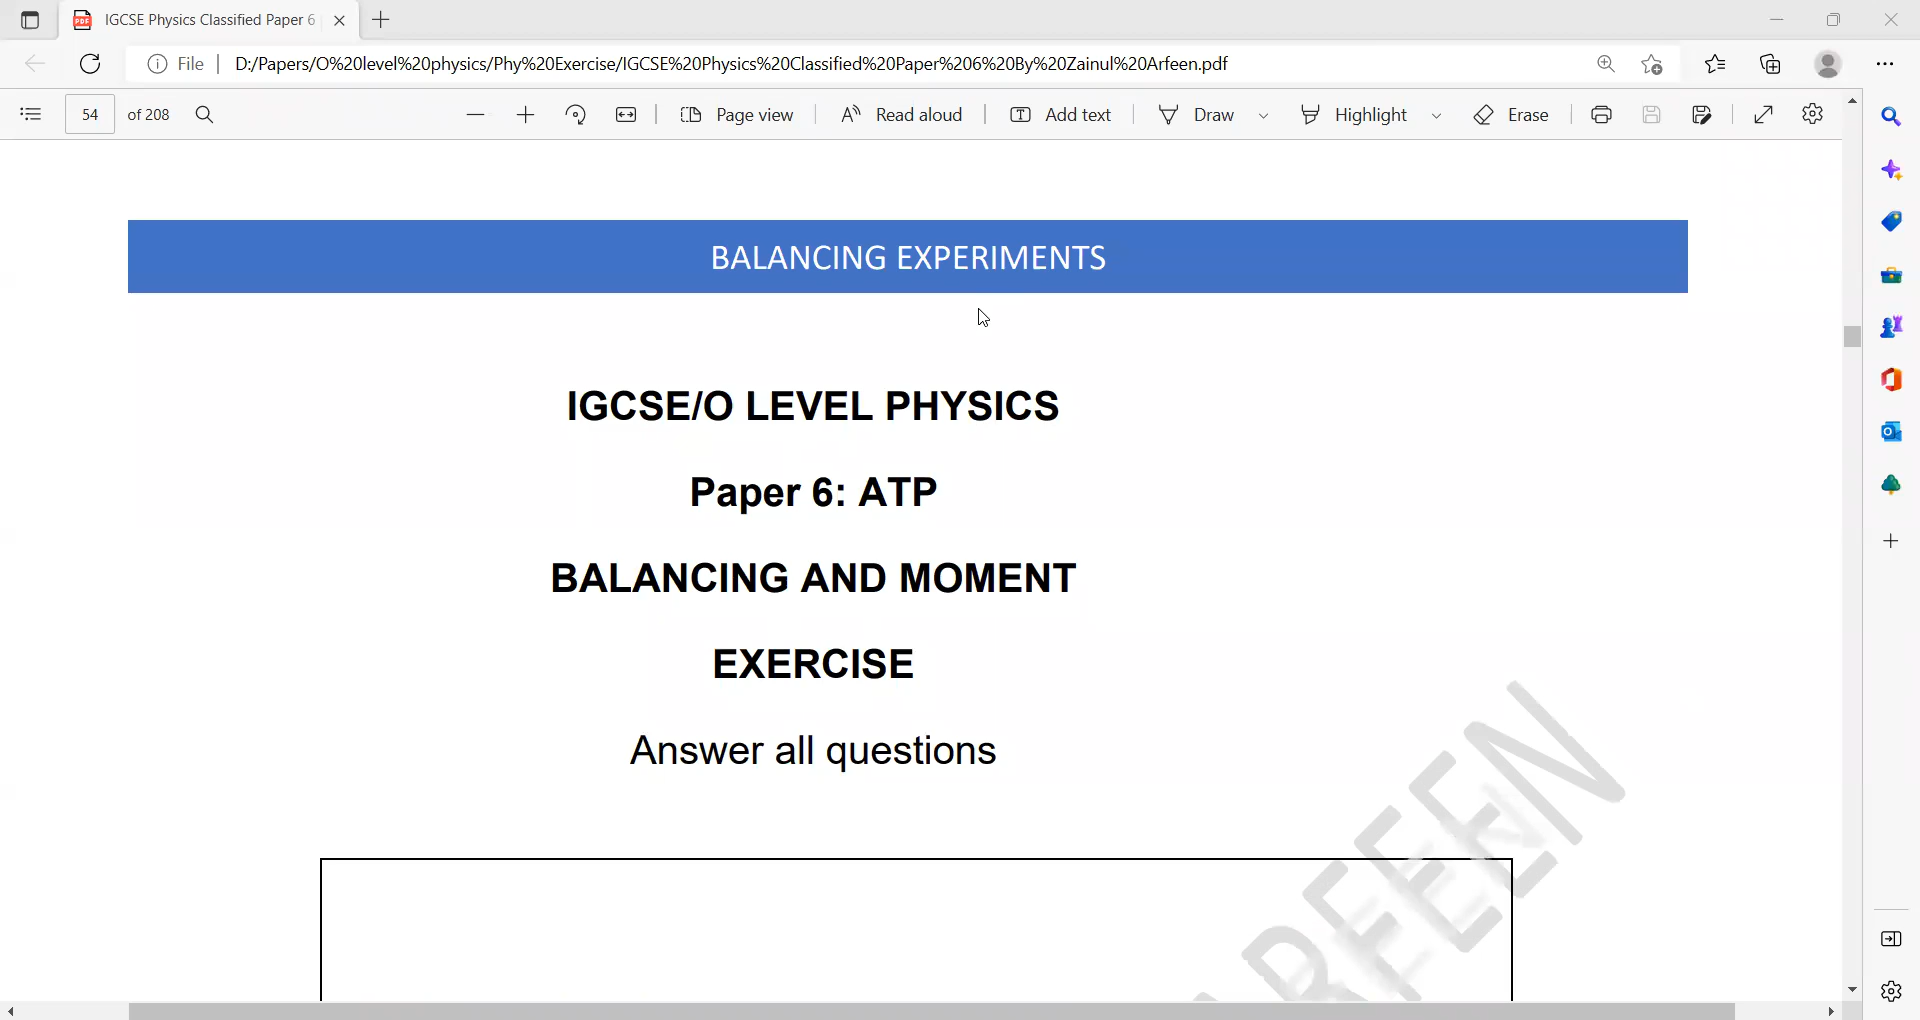 IGCSE Physics Classified Paper 6
File
D:/Papers/O%20level%20physics/Phy%20Exercise/IGCSE%20Physics%20Classified%20Paper%206%20By%20Zainul%20Arfeen.pdf
54 of 208
Page view
Read aloud
Add text
Draw
Highlight
Erase
BALANCING EXPERIMENTS
IGCSE/O LEVEL PHYSICS
Paper 6: ATP
BALANCING AND MOMENT
EXERCISE
Answer all questions
RFEEN